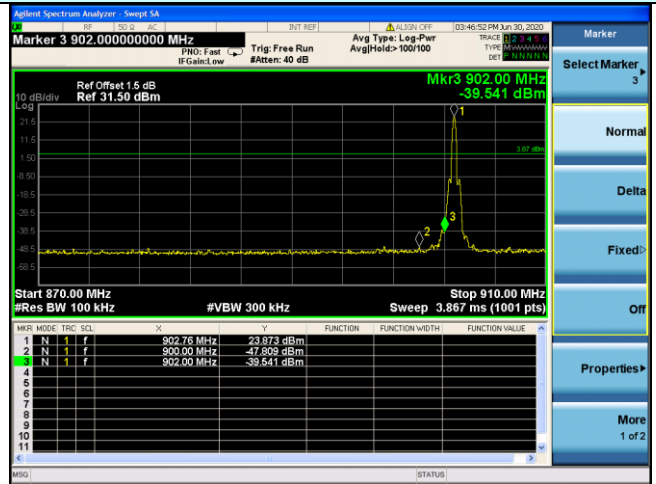 Agilent Spectrum Analyzer - Swept SA
RF 50 Ω AC INT REF ALIGN OFF 03:46:52 PM Jun 30, 2020
Marker 3 902.000000000 MHz
PNO: Fast
IFGain:Low
Trig: Free Run
#Atten: 40 dB
Avg Type: Log-Pwr
Avg|Hold:> 100/100
TRACE 1 2 3 4 5 6
TYPE M
DET P N N N N N
Ref Offset 1.5 dB
Ref 31.50 dBm
Mkr3 902.00 MHz
-39.541 dBm
10 dB/div
Log
21.5
11.5
1.50
-8.50
-18.5
-28.5
-38.5
-48.5
-58.5
1
3.87 dBm
2
3
Start 870.00 MHz
Stop 910.00 MHz
#Res BW 100 kHz
#VBW 300 kHz
Sweep 3.867 ms (1001 pts)
MKR MODE TRC SCL X Y FUNCTION FUNCTION WIDTH FUNCTION VALUE
1 N 1 f 902.76 MHz 23.873 dBm
2 N 1 f 900.00 MHz -47.809 dBm
3 N 1 f 902.00 MHz -39.541 dBm
4
5
6
7
8
9
10
11
MSG
STATUS
Marker
Select Marker
3
Normal
Delta
Fixed
Off
Properties
More
1 of 2